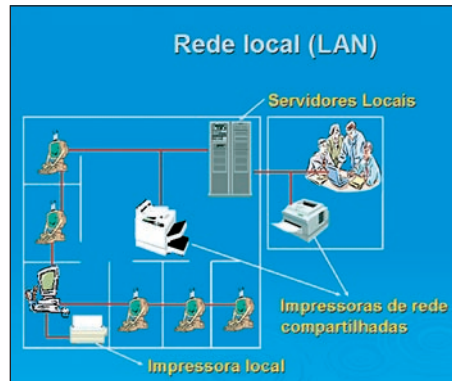 Rede local (LAN)
Servidores Locais
Impressoras de rede
compartilhadas
Impressora local